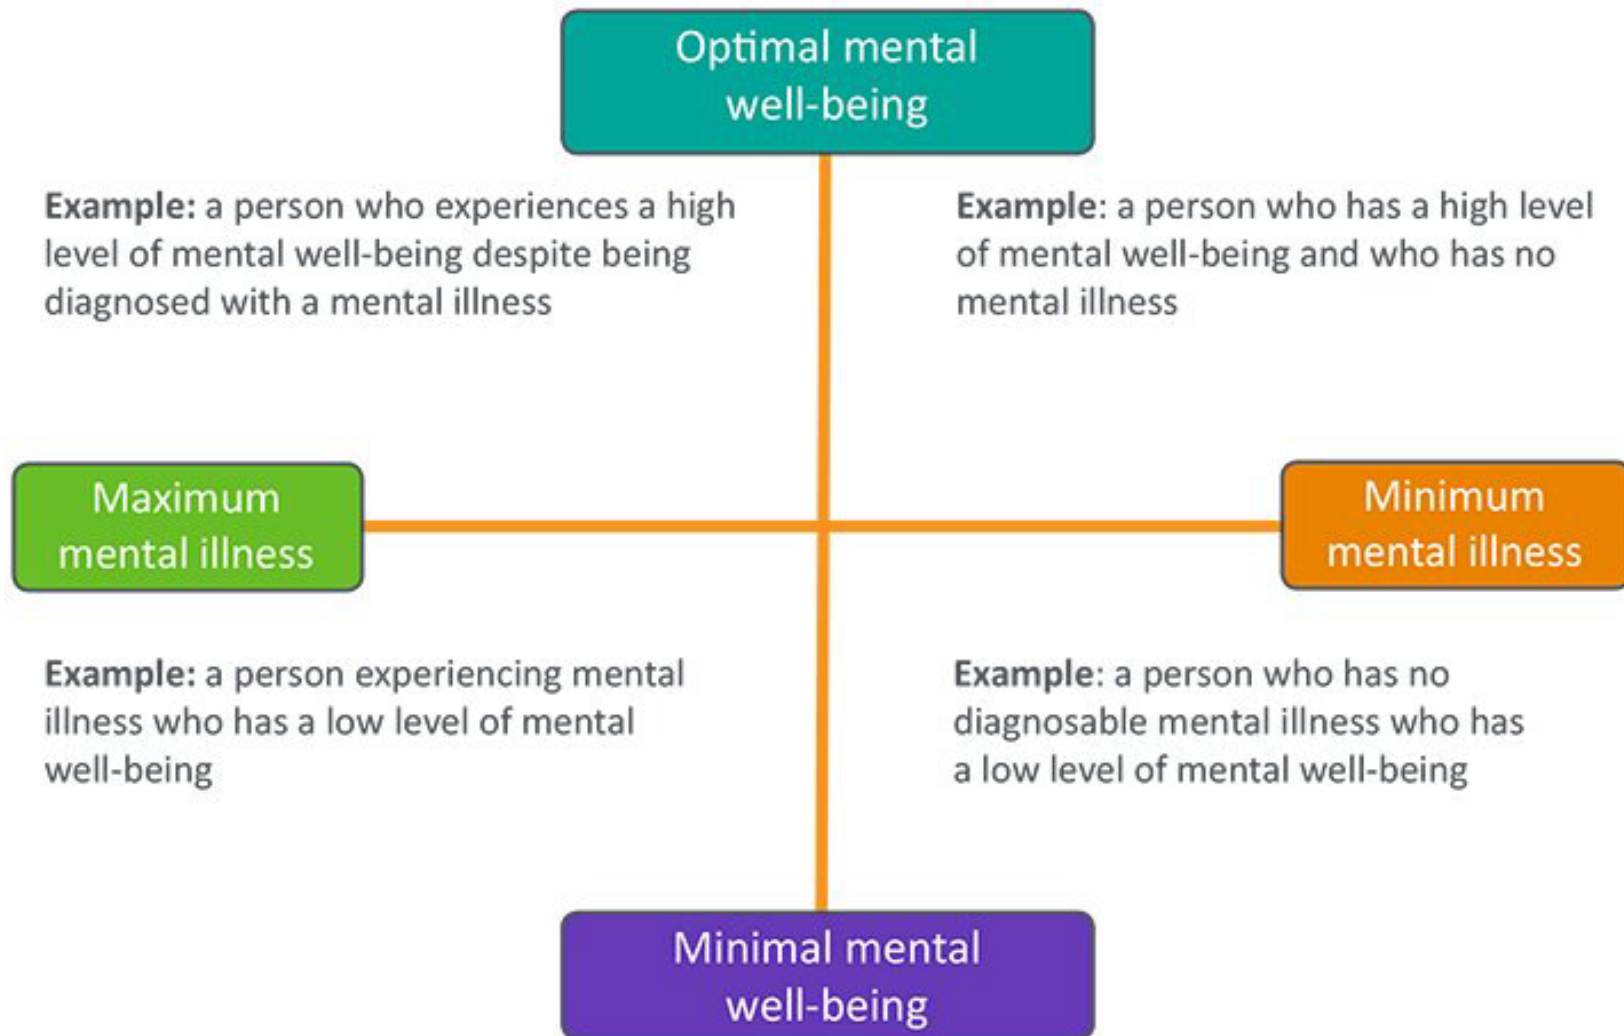 Optimal mental
well-being
Example: a person who experiences a high
level of mental well-being despite being
diagnosed with a mental illness
Example: a person who has a high level
of mental well-being and who has no
mental illness
Maximum
mental illness
Minimum
mental illness
Example: a person experiencing mental
illness who has a low level of mental
well-being
Example: a person who has no
diagnosable mental illness who has
a low level of mental well-being
Minimal mental
well-being